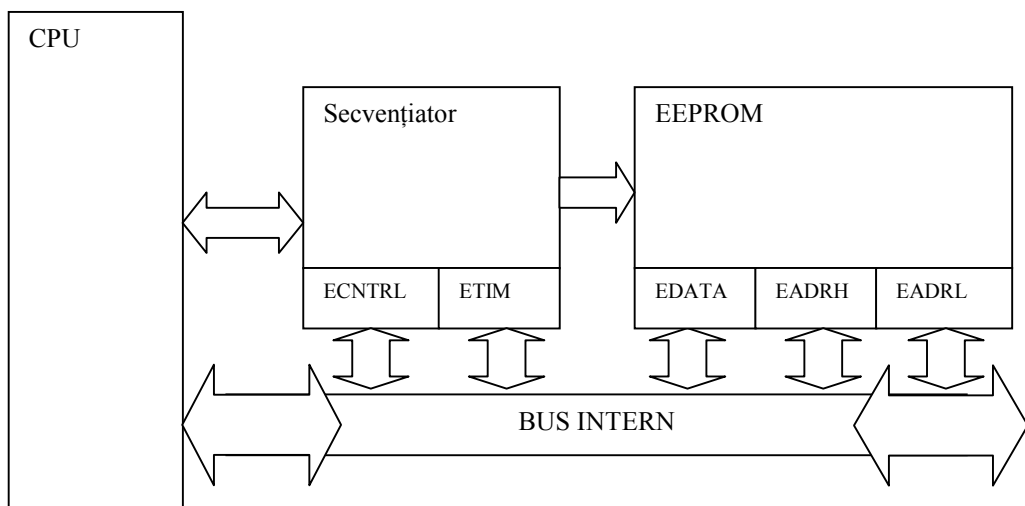 CPU
Secvențiator
EEPROM
ECNTRL
ETIM
EDATA
EADRH
EADRL
BUS INTERN